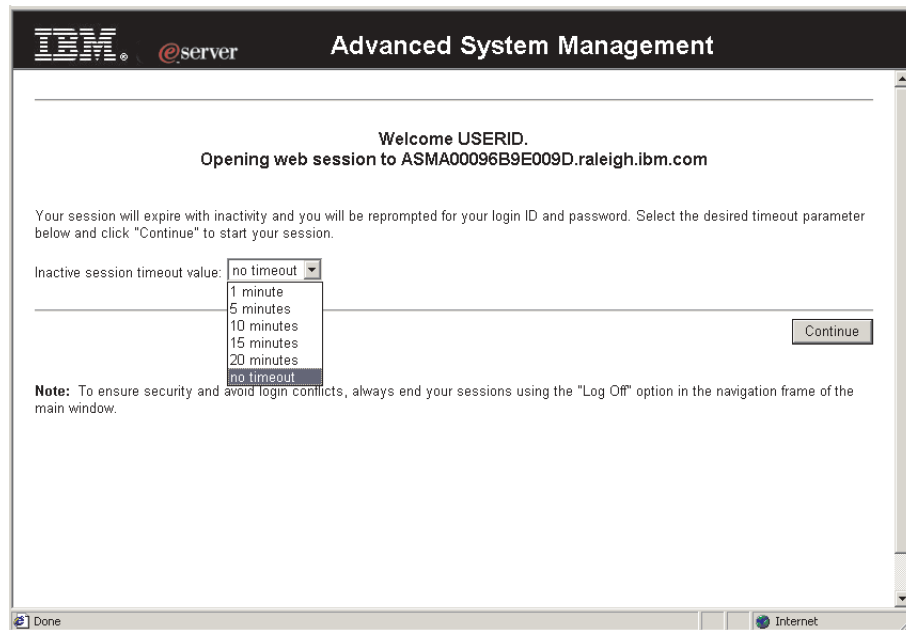 IBM® @server Advanced System Management
Welcome USERID.
Opening web session to ASMA00096B9E009D.raleigh.ibm.com
Your session will expire with inactivity and you will be reprompted for your login ID and password. Select the desired timeout parameter
below and click "Continue" to start your session.
Inactive session timeout value: no timeout
1 minute
5 minutes
10 minutes
15 minutes
20 minutes
no timeout
Continue
Note: To ensure security and avoid login conflicts, always end your sessions using the "Log Off" option in the navigation frame of the
main window.
Done Internet